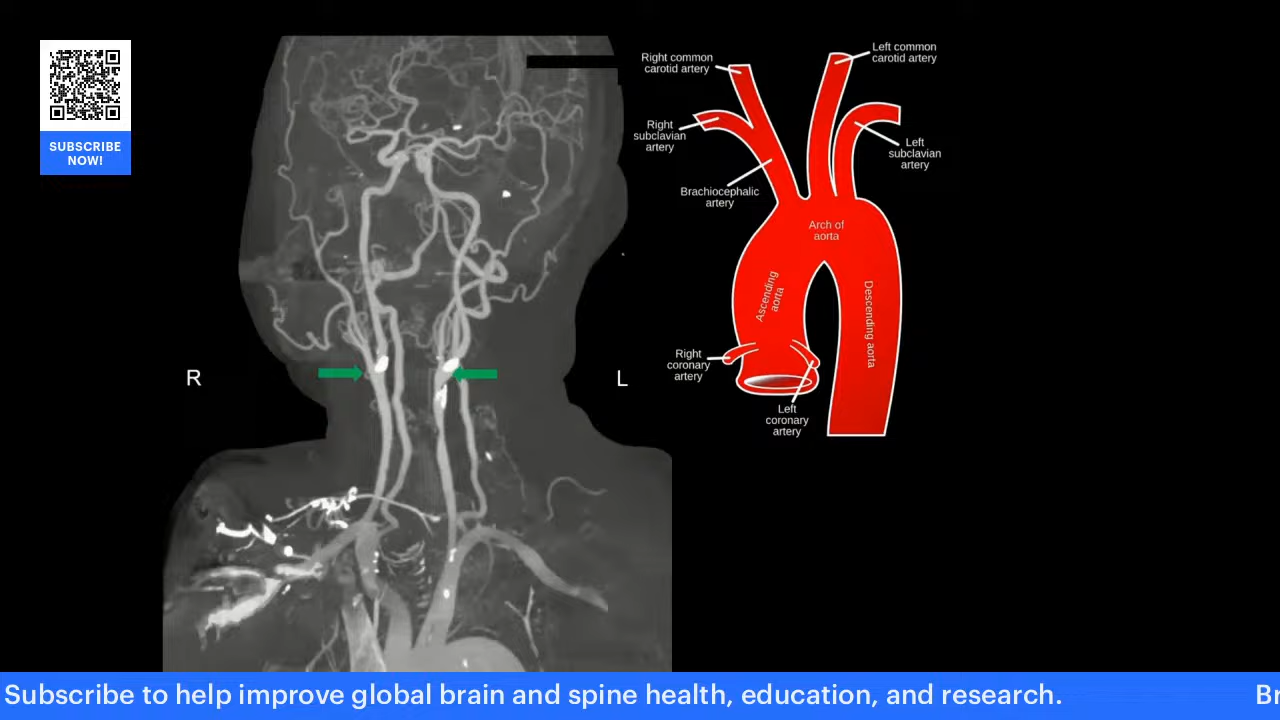 SUBSCRIBE
NOW!
R
L
Right common
carotid artery
Left common
carotid artery
Right
subclavian
artery
Left
subclavian
artery
Brachiocephalic
artery
Arch of
aorta
Ascending
aorta
Descending aorta
Right
coronary
artery
Left
coronary
artery
Subscribe to help improve global brain and spine health, education, and research.
Br